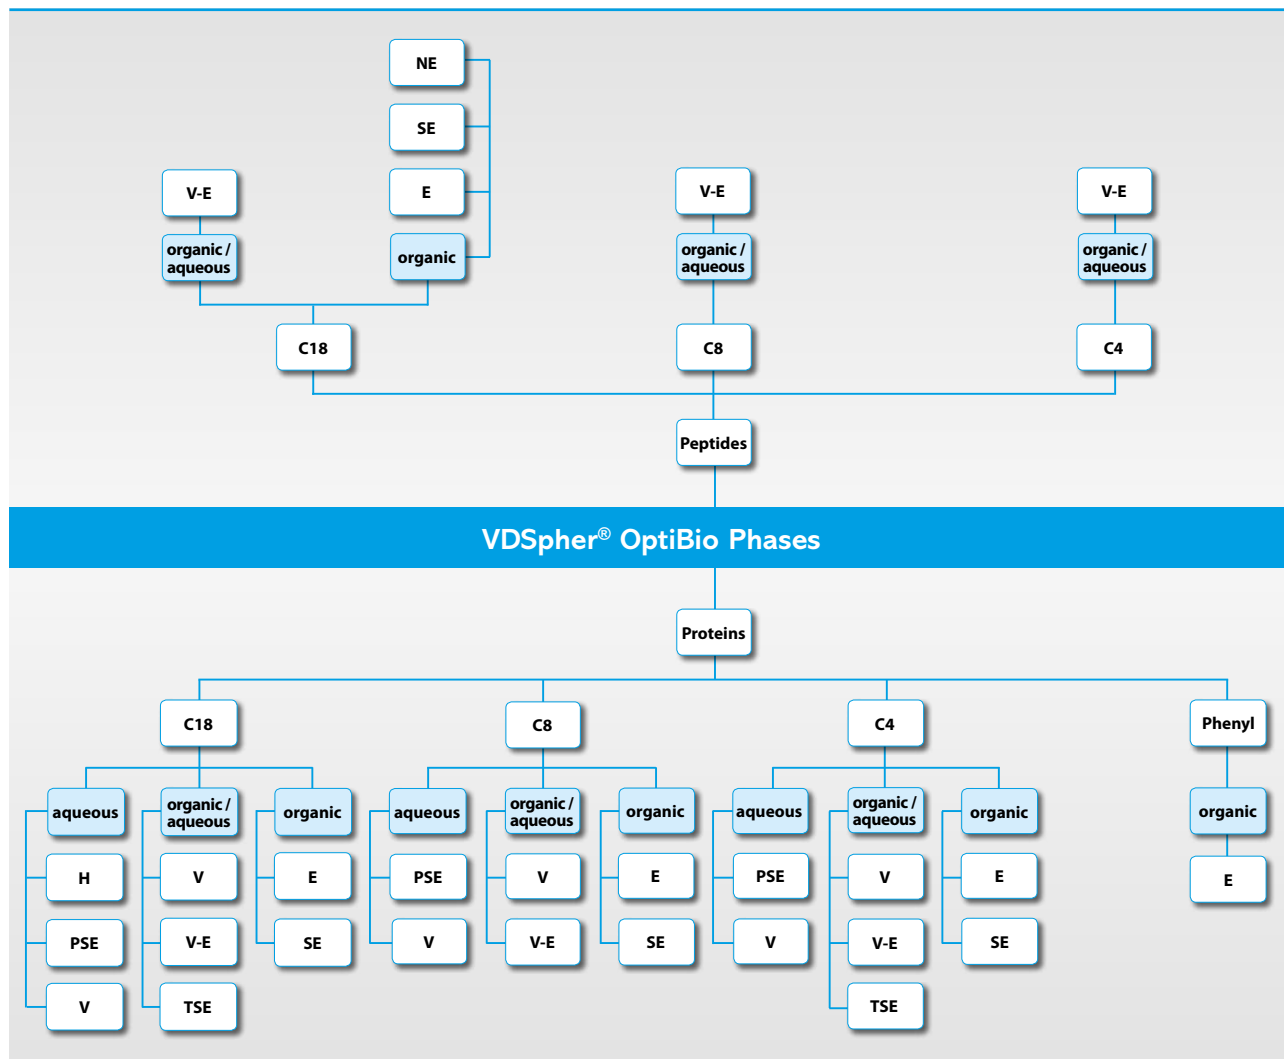 NE
SE
V-E
E
V-E
V-E
organic /
aqueous
organic
organic /
aqueous
organic /
aqueous
C18
C8
C4
Peptides
VDSpher® OptiBio Phases
Proteins
C18
C8
C4
Phenyl
aqueous
organic /
aqueous
organic
aqueous
organic /
aqueous
organic
aqueous
organic /
aqueous
organic
organic
H
V
E
PSE
V
E
PSE
V
E
E
PSE
V-E
SE
V
V-E
SE
V
V-E
SE
V
TSE
TSE